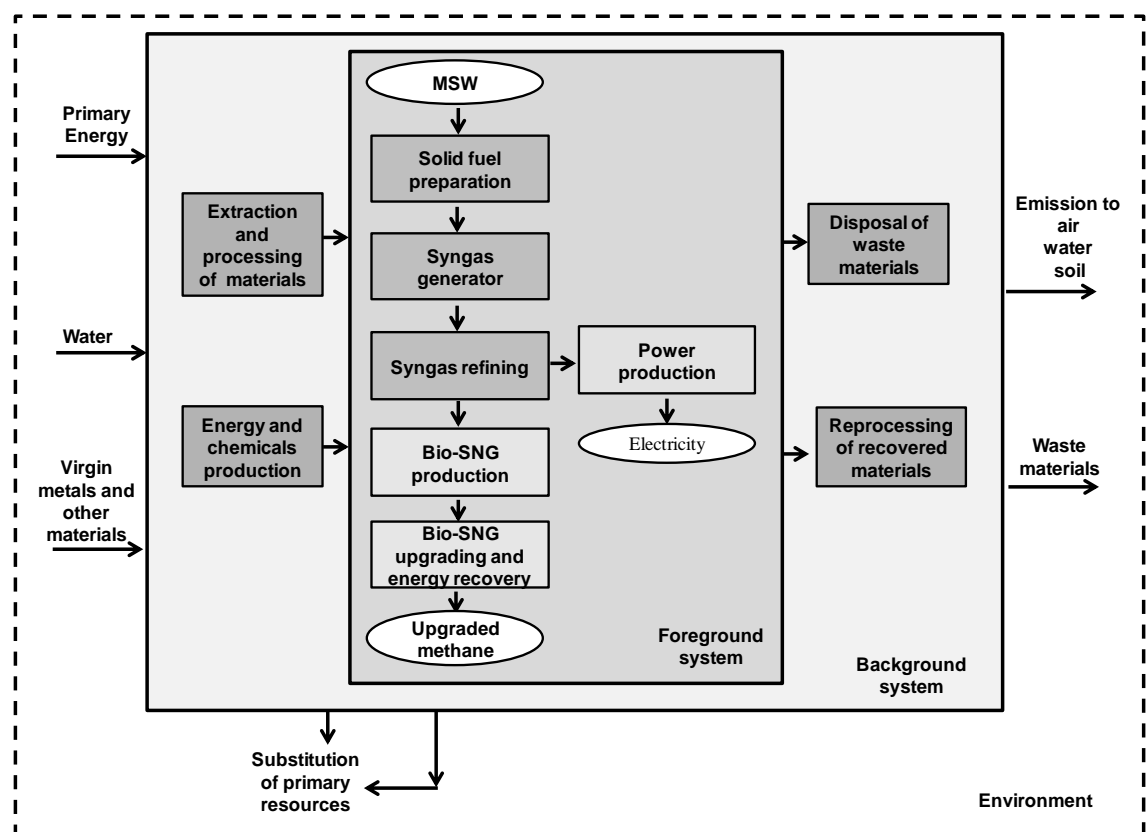 MSW
Primary
Energy
Solid fuel
preparation
Extraction
and
processing
of materials
Disposal of
waste
materials
Emission to
air
water
soil
Syngas
generator
Water
Syngas refining
Power
production
Energy and
chemicals
production
Bio-SNG
production
Electricity
Reprocessing
of recovered
materials
Waste
materials
Virgin
metals and
other
materials
Bio-SNG
upgrading and
energy recovery
Upgraded
methane
Foreground
system
Background
system
Substitution
of primary
resources
Environment